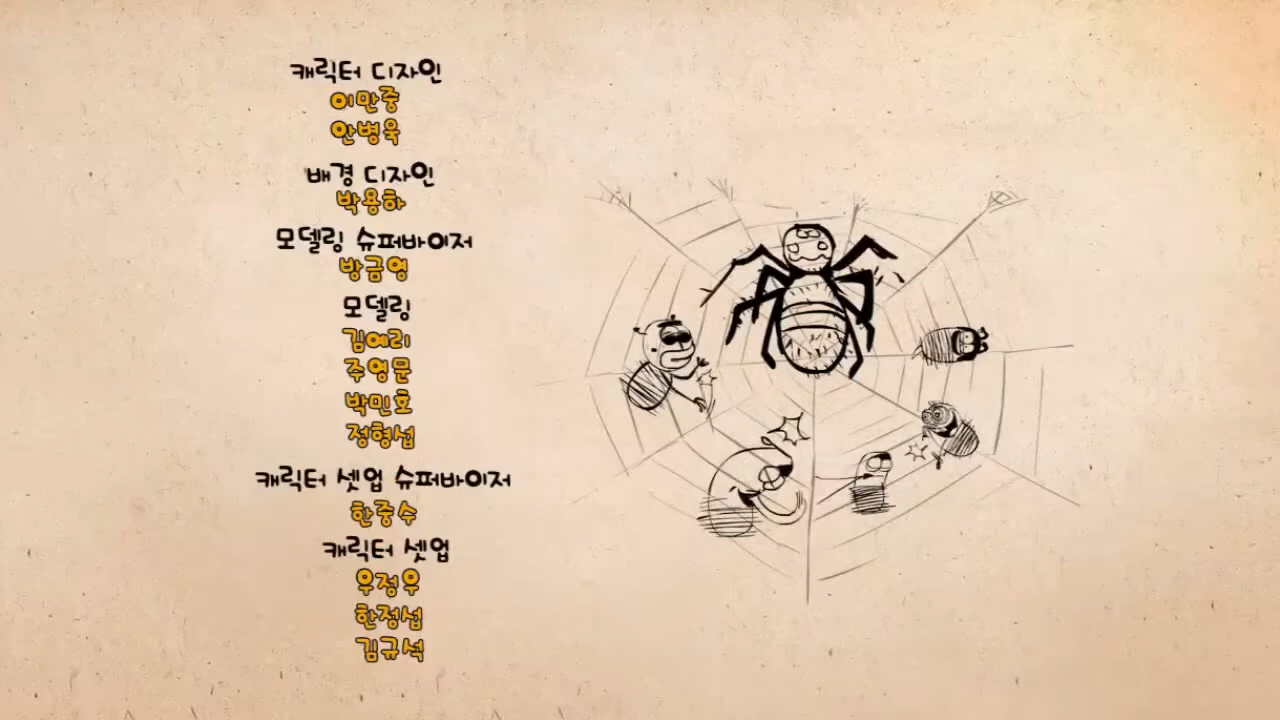 캐릭터 디자인
이만중
안병욱
배경 디자인
박용하
모델링 슈퍼바이저
방금영
모델링
김예리
주영문
박민호
정형섭
캐릭터 셋업 슈퍼바이저
한중수
캐릭터 셋업
우정우
한정섭
김규석